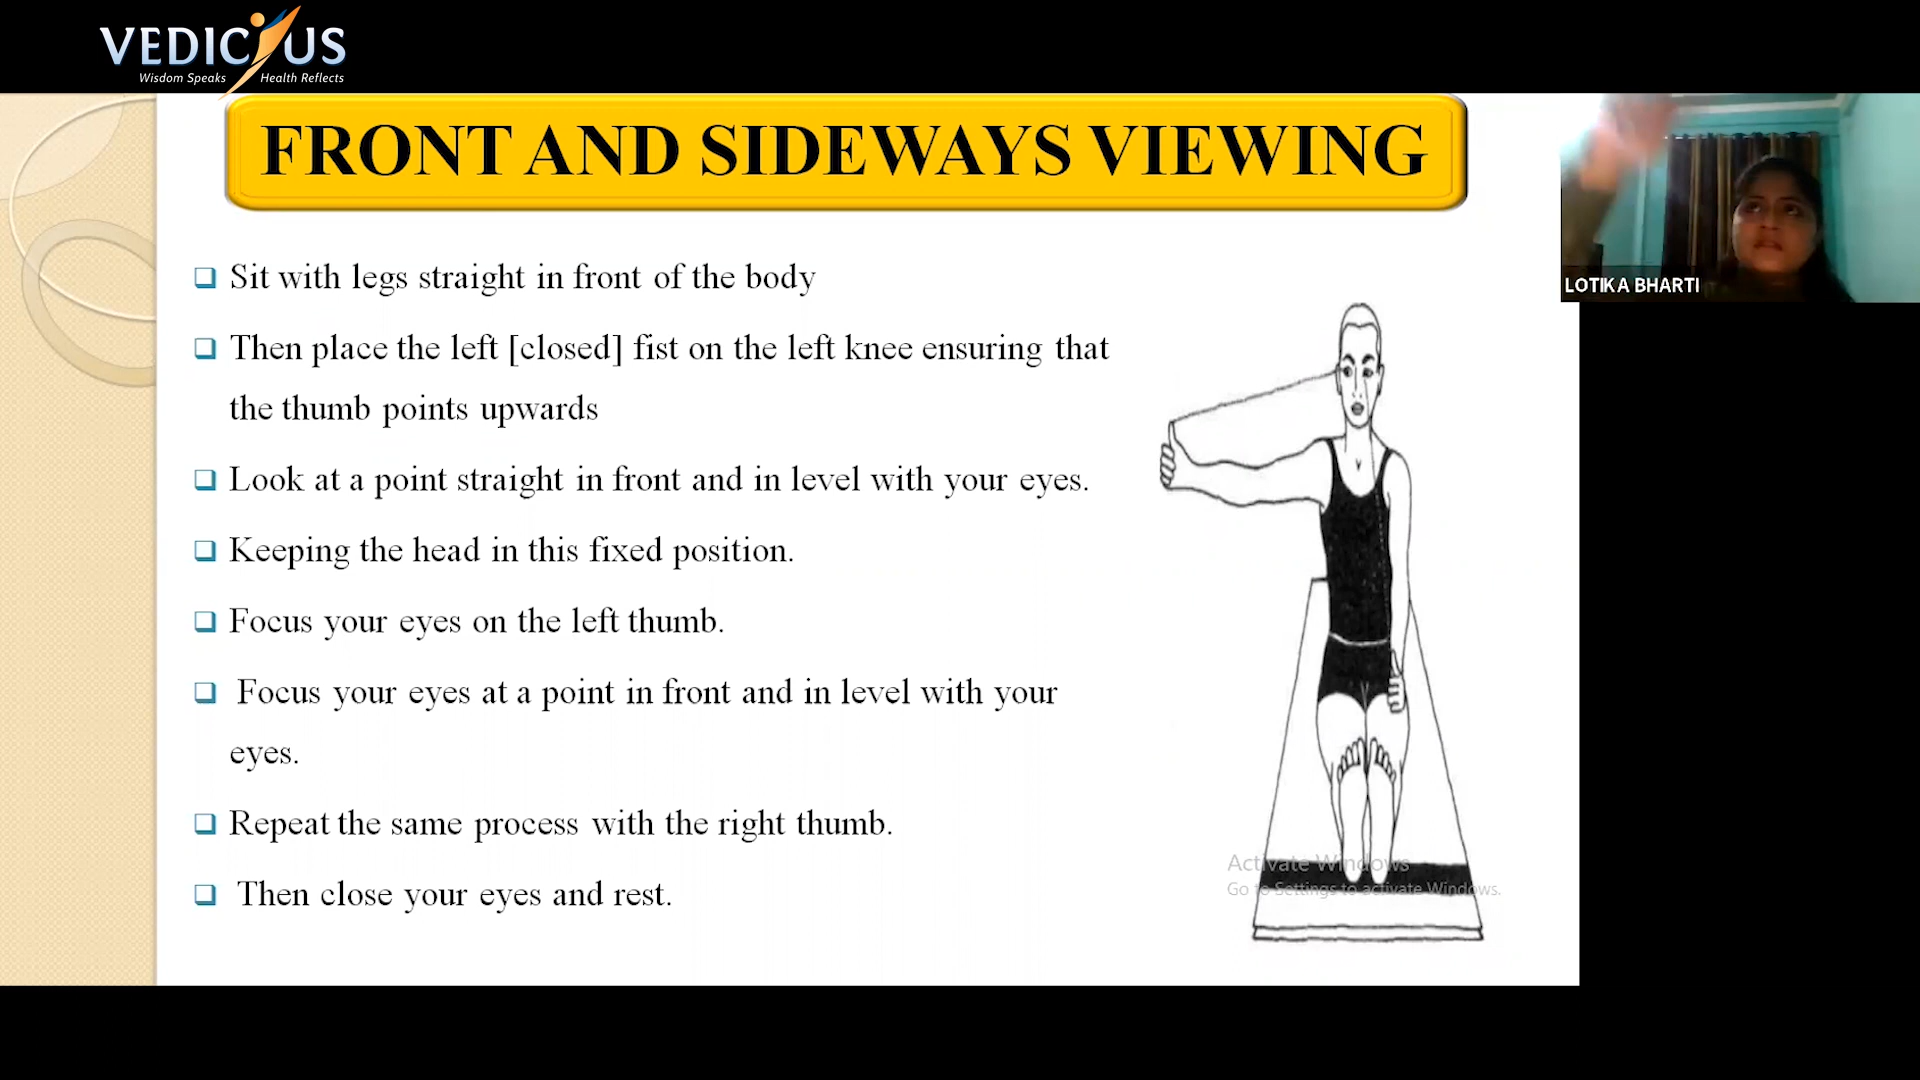 VEDICUS
Wisdom Speaks Health Reflects
FRONT AND SIDEWAYS VIEWING
Sit with legs straight in front of the body
Then place the left [closed] fist on the left knee ensuring that
the thumb points upwards
Look at a point straight in front and in level with your eyes.
Keeping the head in this fixed position.
Focus your eyes on the left thumb.
Focus your eyes at a point in front and in level with your
eyes.
Repeat the same process with the right thumb.
Then close your eyes and rest.
LOTIKA BHARTI
Activate Windows
Go to Settings to activate Windows.